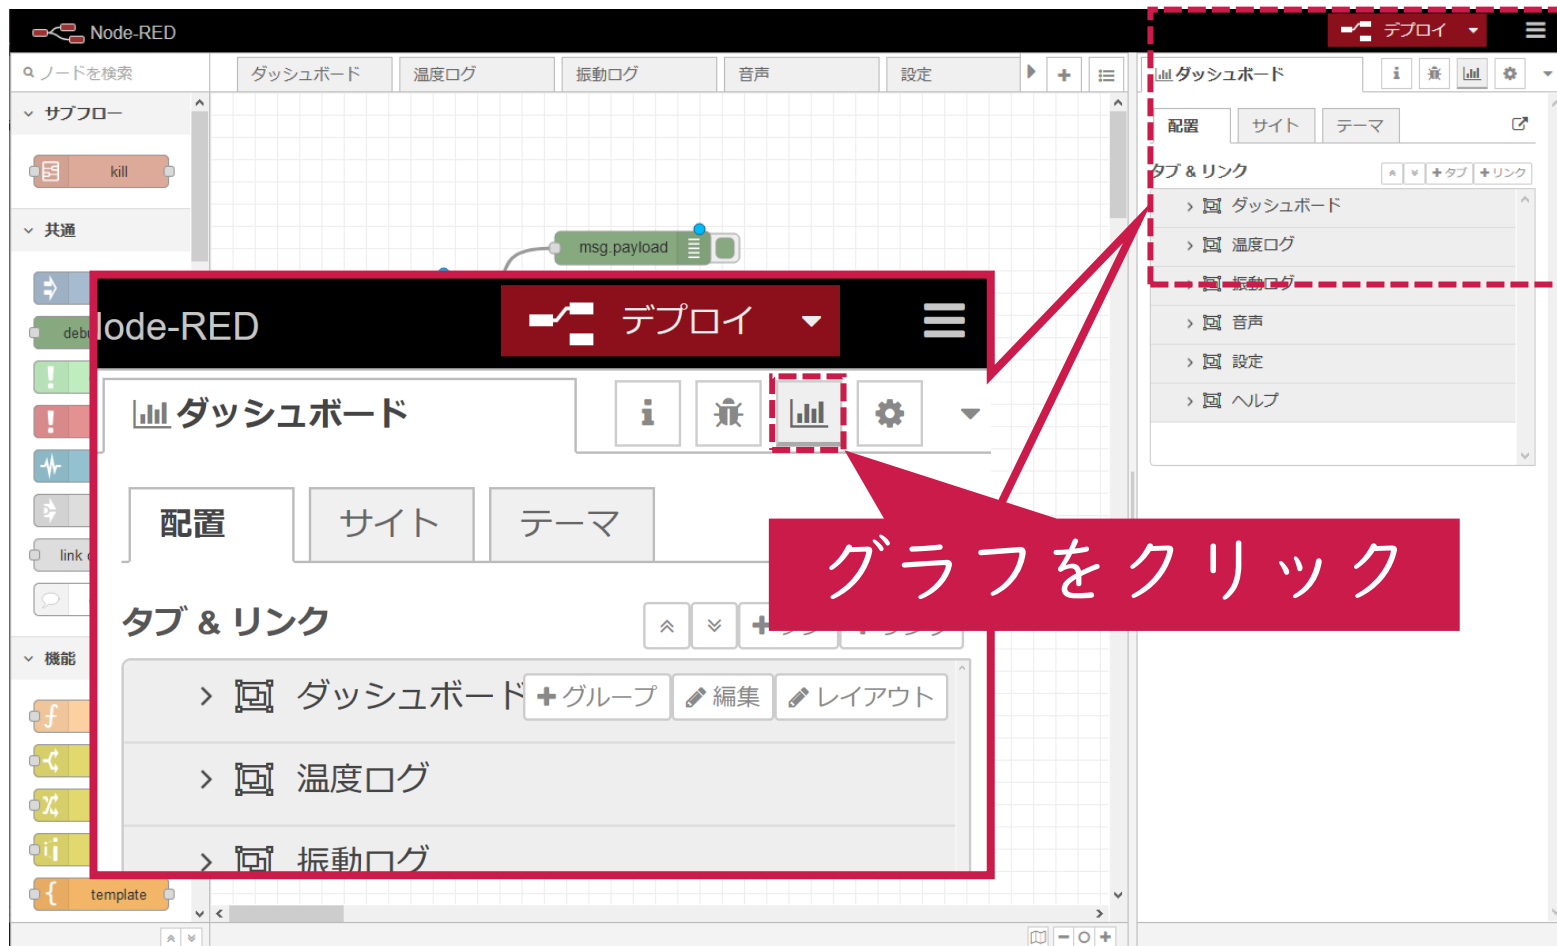 Node-RED
デプロイ
ノードを検索
ダッシュボード
温度ログ
振動ログ
音声
設定
ダッシュボード
サブフロー
配置
サイト
テーマ
kill
タブ & リンク
タブ
リンク
共通
ダッシュボード
msg.payload
温度ログ
振動ログ
音声
設定
ヘルプ
debu
link
機能
template
ode-RED
デプロイ
ダッシュボード
配置
サイト
テーマ
グラフをクリック
タブ & リンク
ダッシュボード
グループ
編集
レイアウト
温度ログ
振動ログ